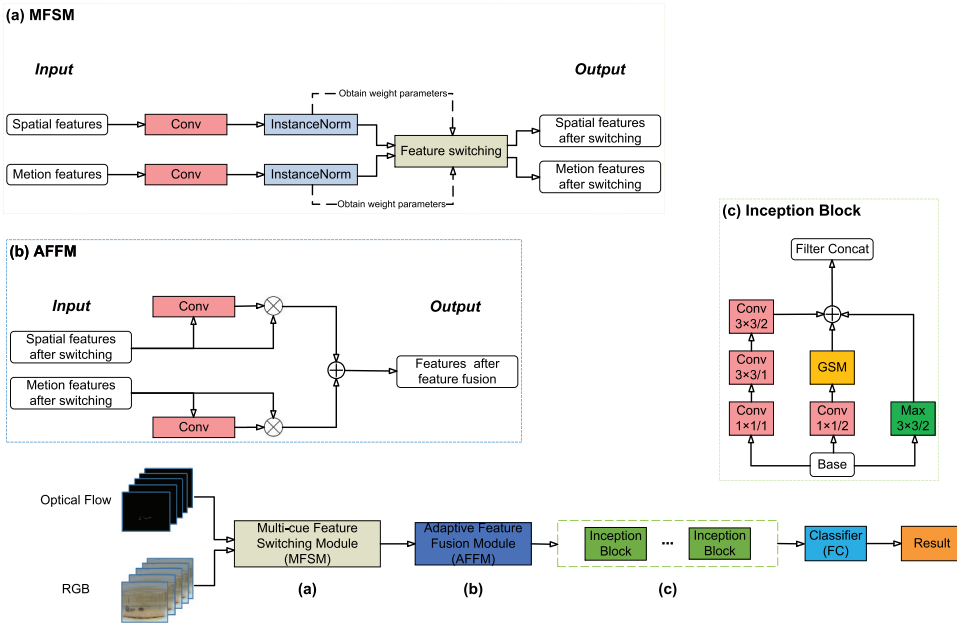 (a) MFSM
Input
Output
Obtain weight parameters
Spatial features
Conv
InstanceNorm
Feature switching
Spatial features
after switching
Metion features
Conv
InstanceNorm
Metion features
after switching
Obtain weight parameters
(b) AFFM
Input
Output
Conv
Spatial features
after switching
Features after
feature fusion
Metion features
after switching
Conv
(c) Inception Block
Filter Concat
Conv
3×3/2
Conv
3×3/1
GSM
Conv
1×1/1
Conv
1×1/2
Max
3×3/2
Base
Optical Flow
RGB
Multi-cue Feature
Switching Module
(MFSM)
Adaptive Feature
Fusion Module
(AFFM)
Inception
Block
...
Inception
Block
Classifier
(FC)
Result
(a)
(b)
(c)